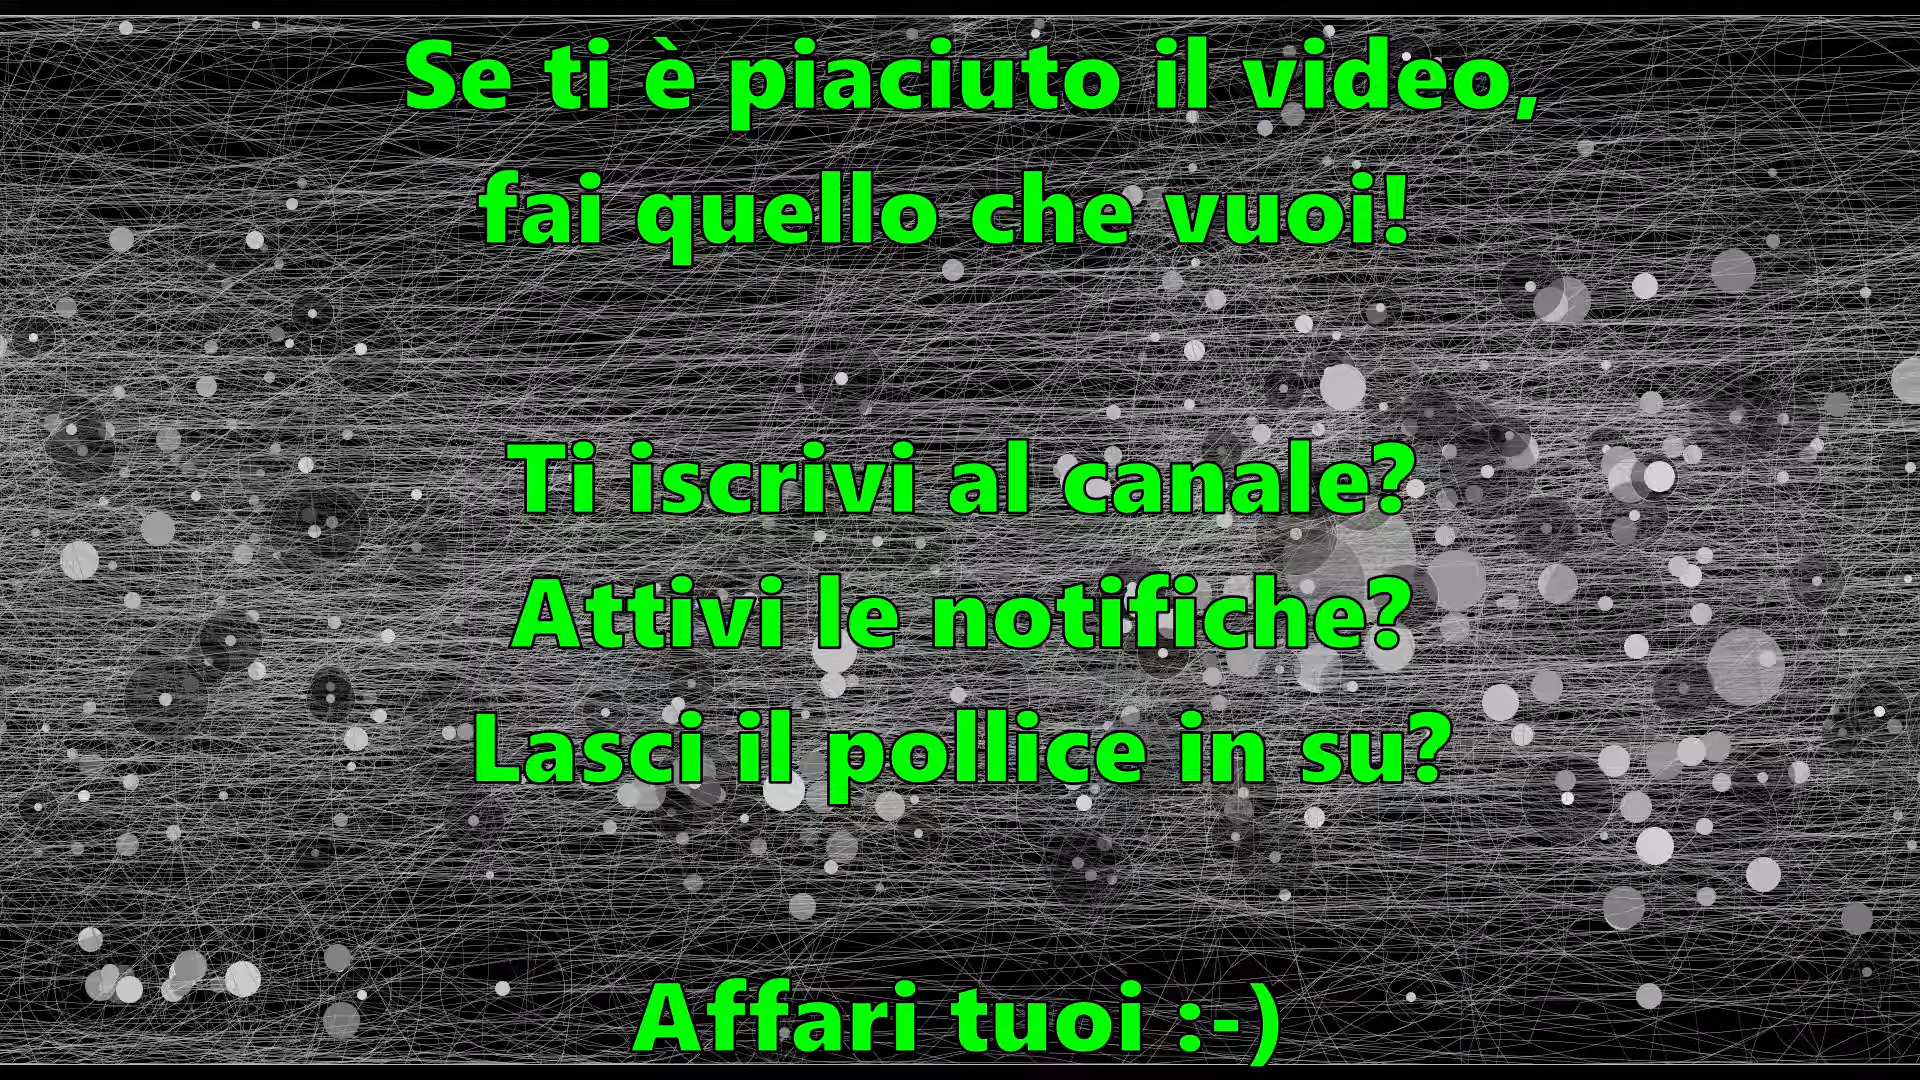 Se ti è piaciuto il video,
fai quello che vuoi!
Ti iscrivi al canale?
Attivi le notifiche?
Lasci il pollice in su?
Affari tuoi :-)